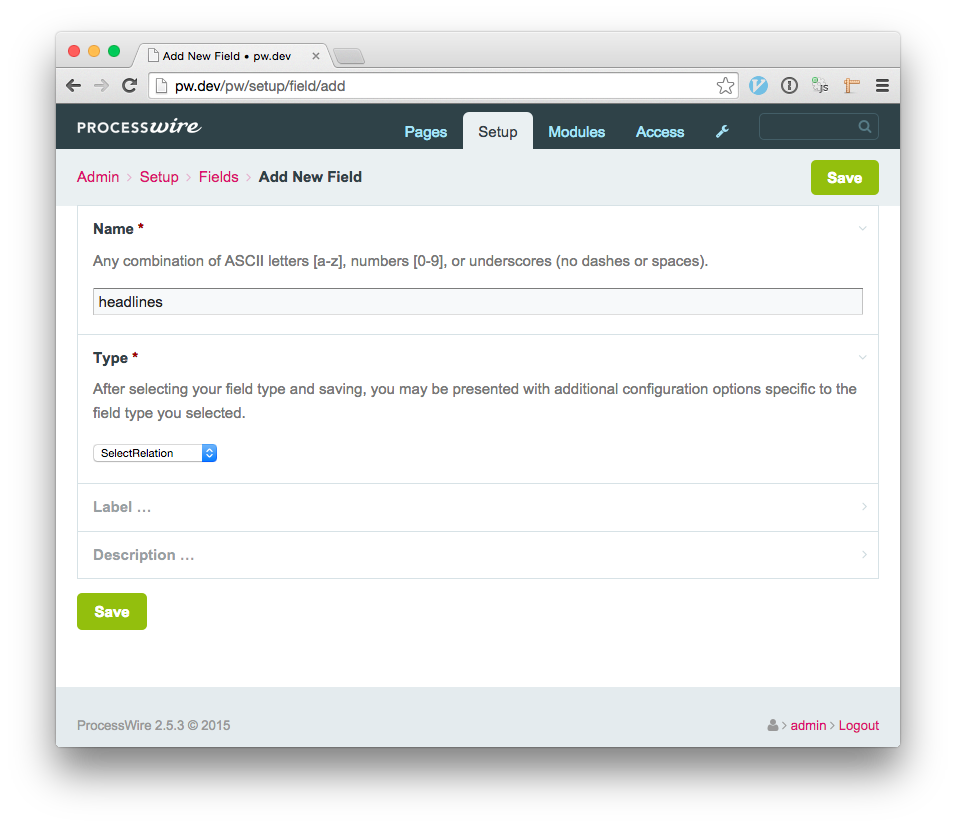 Add New Field • pw.dev
pw.dev/pw/setup/field/add
PROCESSwire
Pages Setup Modules Access
Admin > Setup > Fields > Add New Field
Save
Name *
Any combination of ASCII letters [a-z], numbers [0-9], or underscores (no dashes or spaces).
headlines
Type *
After selecting your field type and saving, you may be presented with additional configuration options specific to the
field type you selected.
SelectRelation
Label ...
Description ...
Save
ProcessWire 2.5.3 © 2015
> admin > Logout